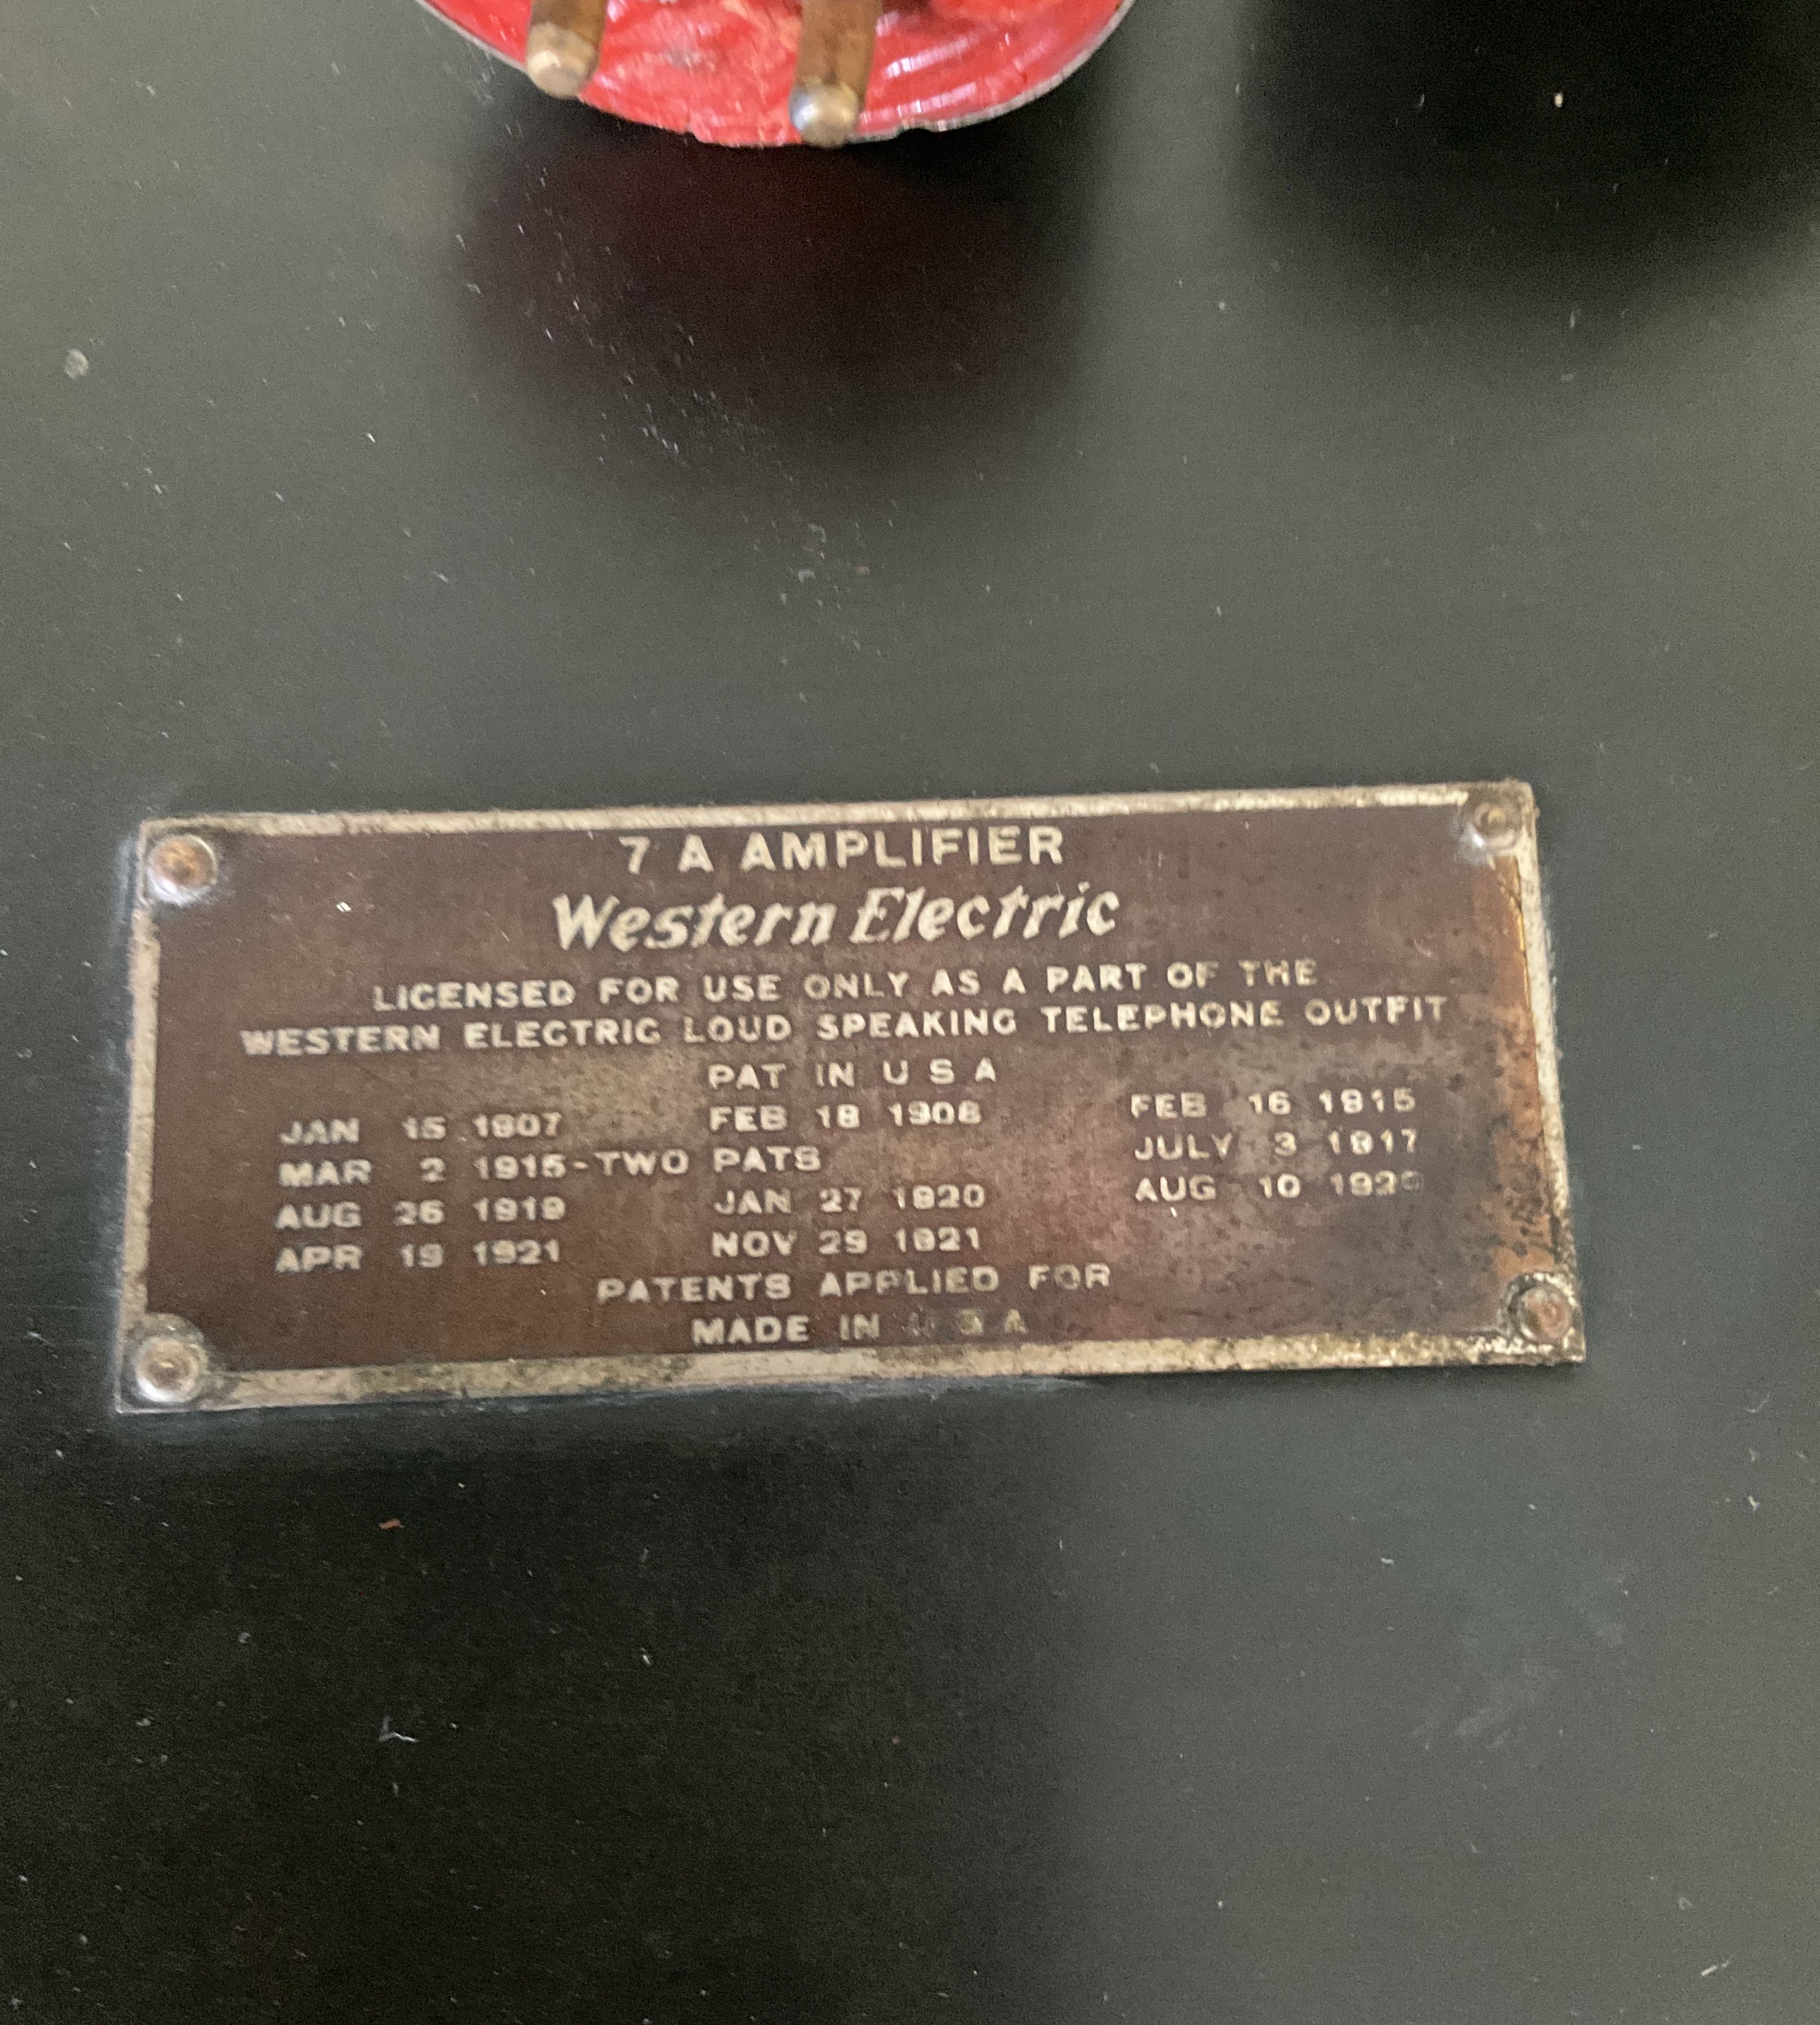 7 A AMPLIFIER
Western Electric
LICENSED FOR USE ONLY AS A PART OF THE
WESTERN ELECTRIC LOUD SPEAKING TELEPHONE OUTFIT
PAT IN U S A
JAN 15 1907 FEB 18 1908 FEB 16 1915
MAR 2 1915-TWO PATS JULY 3 1917
AUG 26 1919 JAN 27 1920 AUG 10 1920
APR 19 1921 NOV 29 1921
PATENTS APPLIED FOR
MADE IN U S A